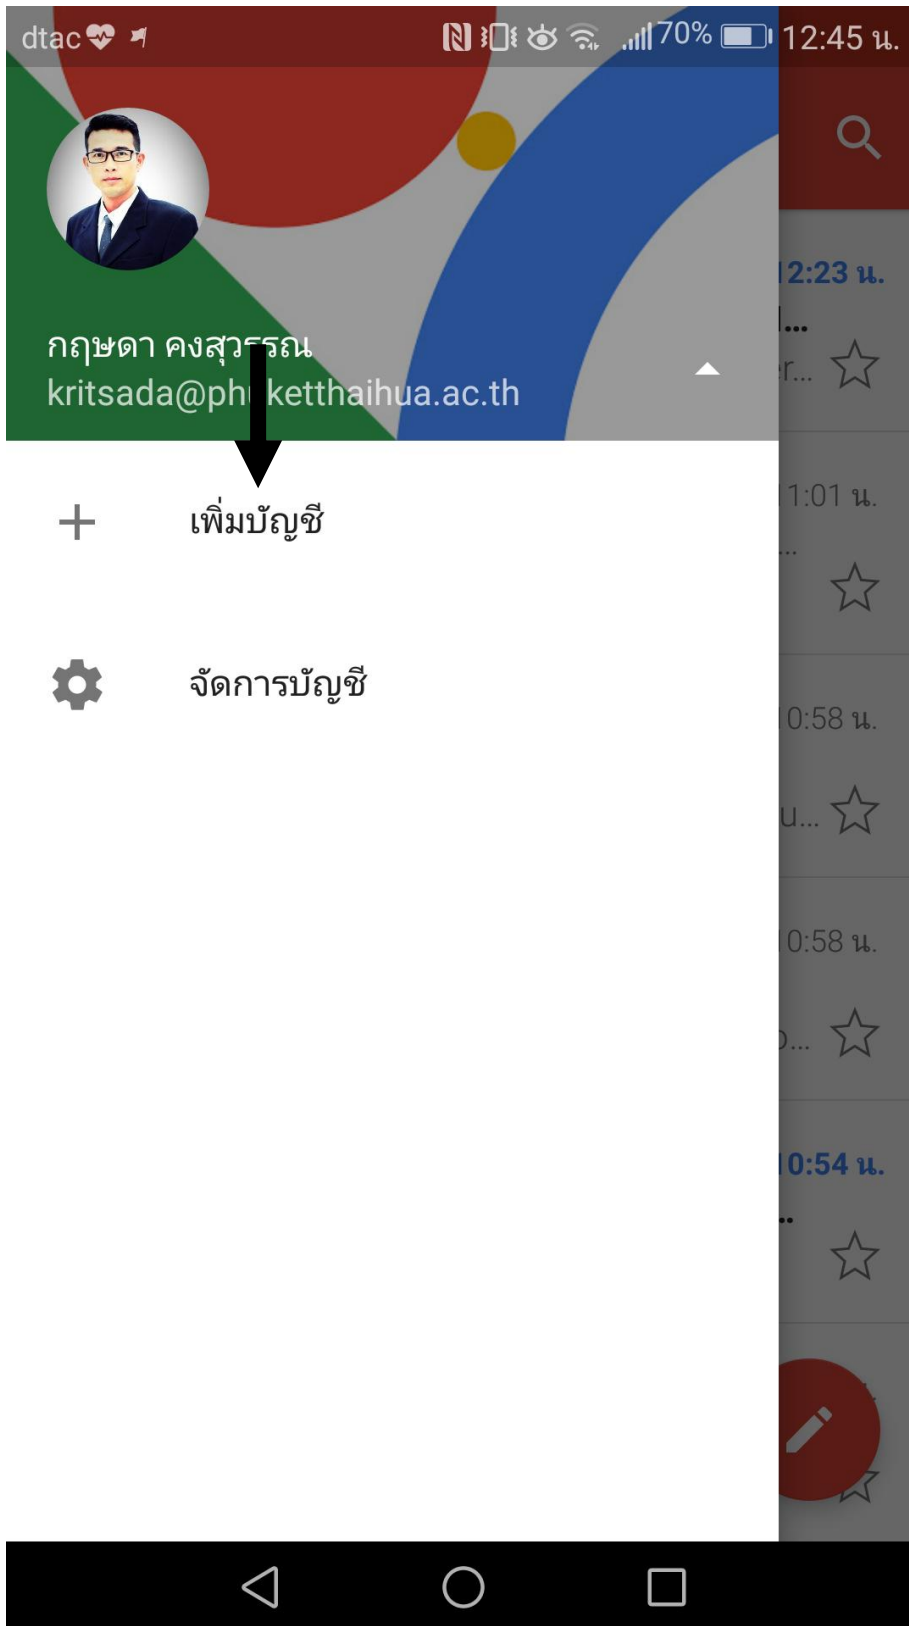 dtac 70% 12:45 น.
กฤษดา คงสุวรรณ
kritsada@phuketthaihua.ac.th
เพิ่มบัญชี
จัดการบัญชี
2:23 น.
1:01 น.
0:58 น.
0:58 น.
0:54 น.